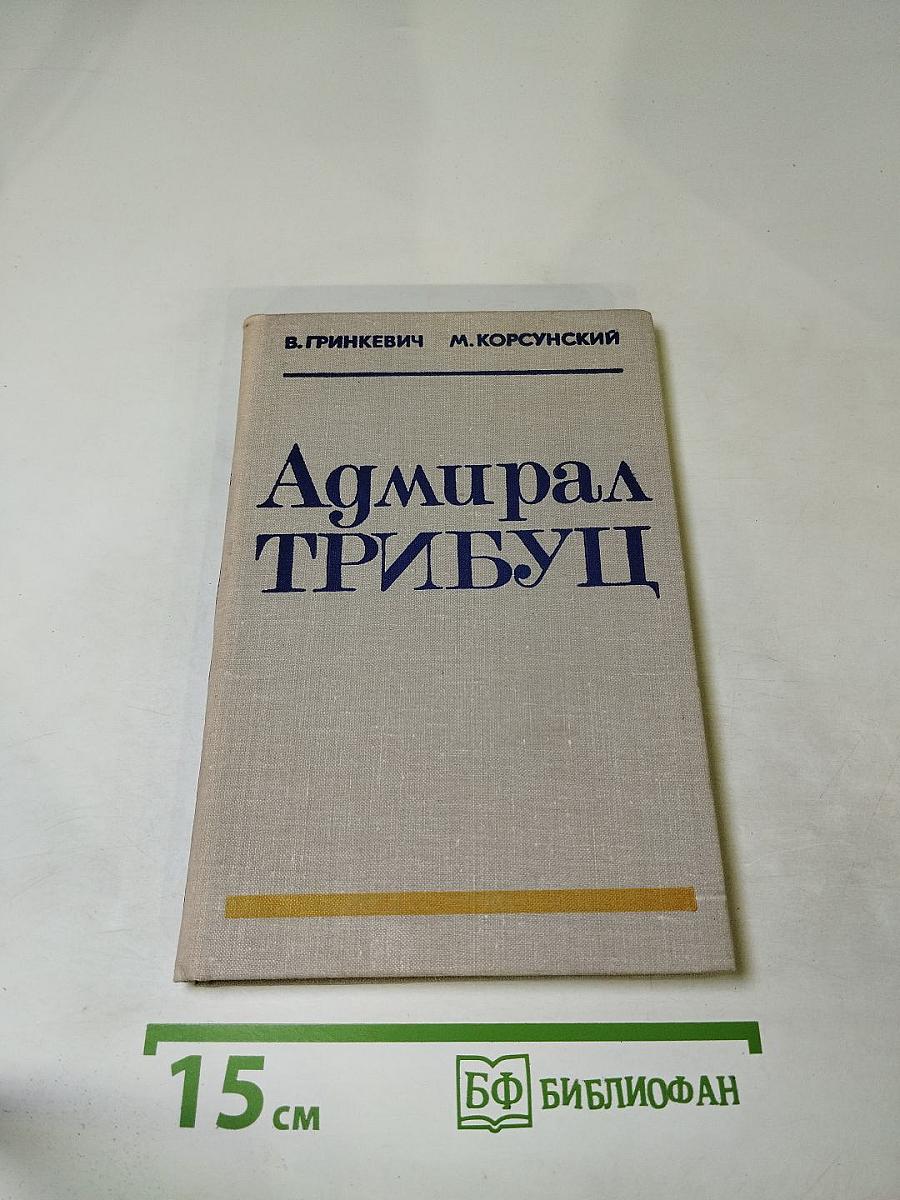 В. ГРИНКЕВИЧ М. КОРСУНСКИЙ
Адмирал
ТРИБУЦ
15 см
БФ БИБЛИОФАН